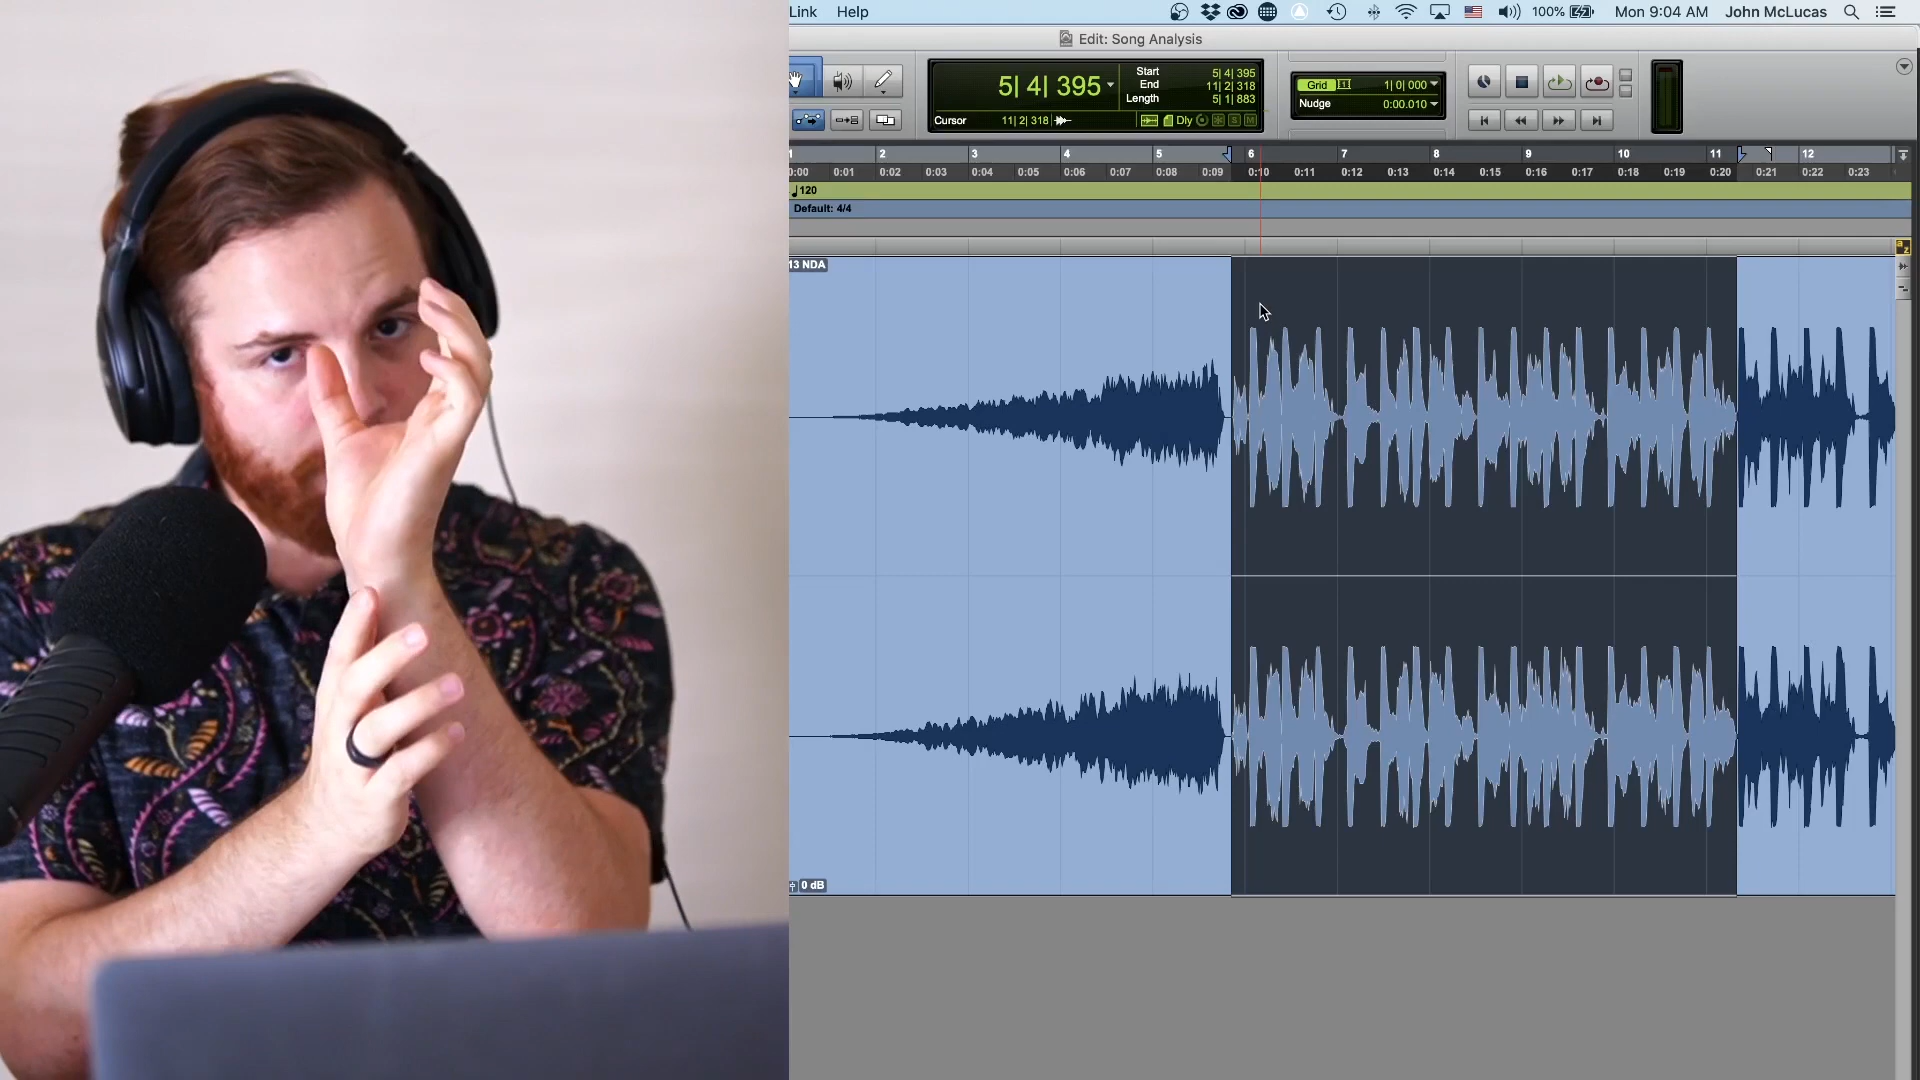 Link Help 100% Mon 9:04 AM John McLucas
Edit: Song Analysis
5| 4| 395
Start 5| 4| 395
End 11| 2| 318
Length 5| 1| 883
Cursor 11| 2| 318 Dly S M
Grid 1| 0| 000
Nudge 0:00.010
1 2 3 4 5 6 7 8 9 10 11 12
0:00 0:01 0:02 0:03 0:04 0:05 0:06 0:07 0:08 0:09 0:10 0:11 0:12 0:13 0:14 0:15 0:16 0:17 0:18 0:19 0:20 0:21 0:22 0:23
120
Default: 4/4
a z
13 NDA
0 dB